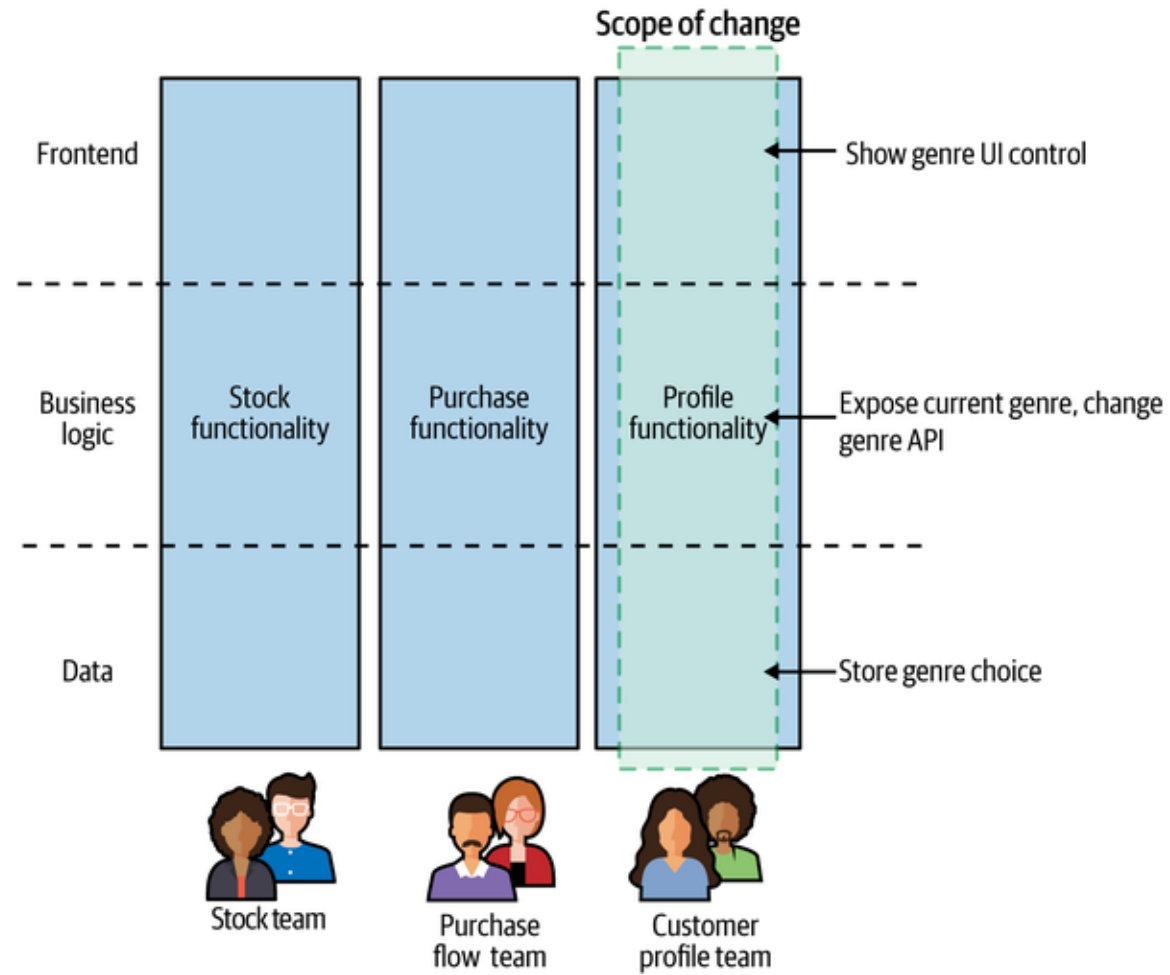 Scope of change
Frontend
Show genre UI control
Business
logic
Stock
functionality
Purchase
functionality
Profile
functionality
Expose current genre, change
genre API
Data
Store genre choice
Stock team
Purchase
flow team
Customer
profile team